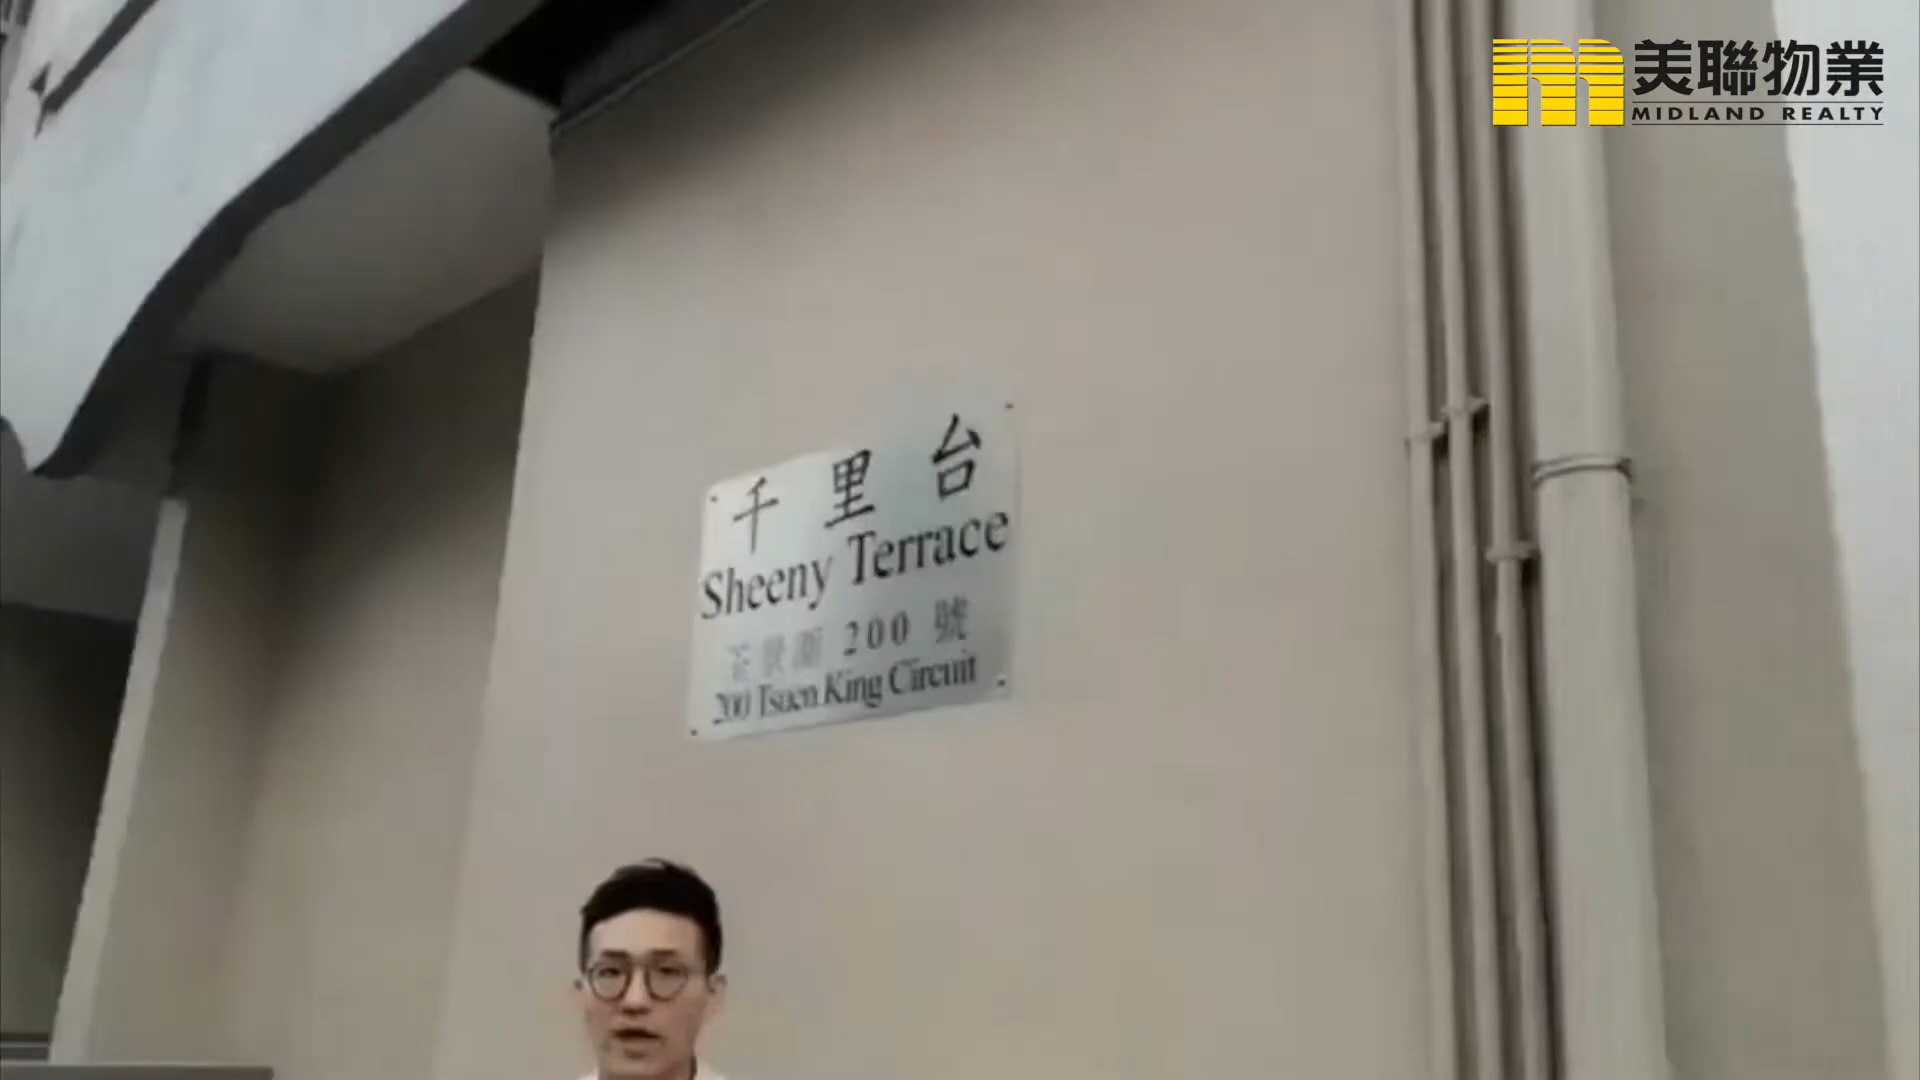 美聯物業
MIDLAND REALTY
千里台
Sheeny Terrace
荃景圍 200 號
200 Tsuen King Circuit